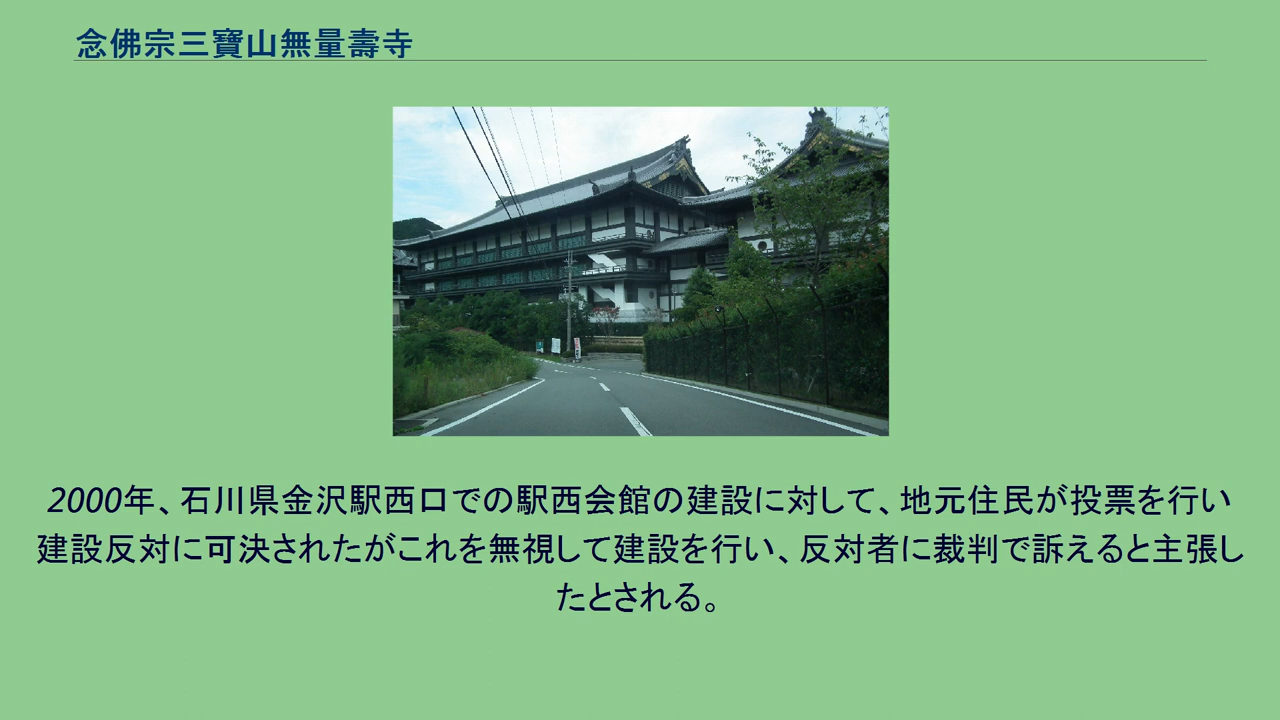 念佛宗三寶山無量壽寺
2000年、石川県金沢駅西口での駅西会館の建設に対して、地元住民が投票を行い
建設反対に可決されたがこれを無視して建設を行い、反対者に裁判で訴えると主張し
たとされる。